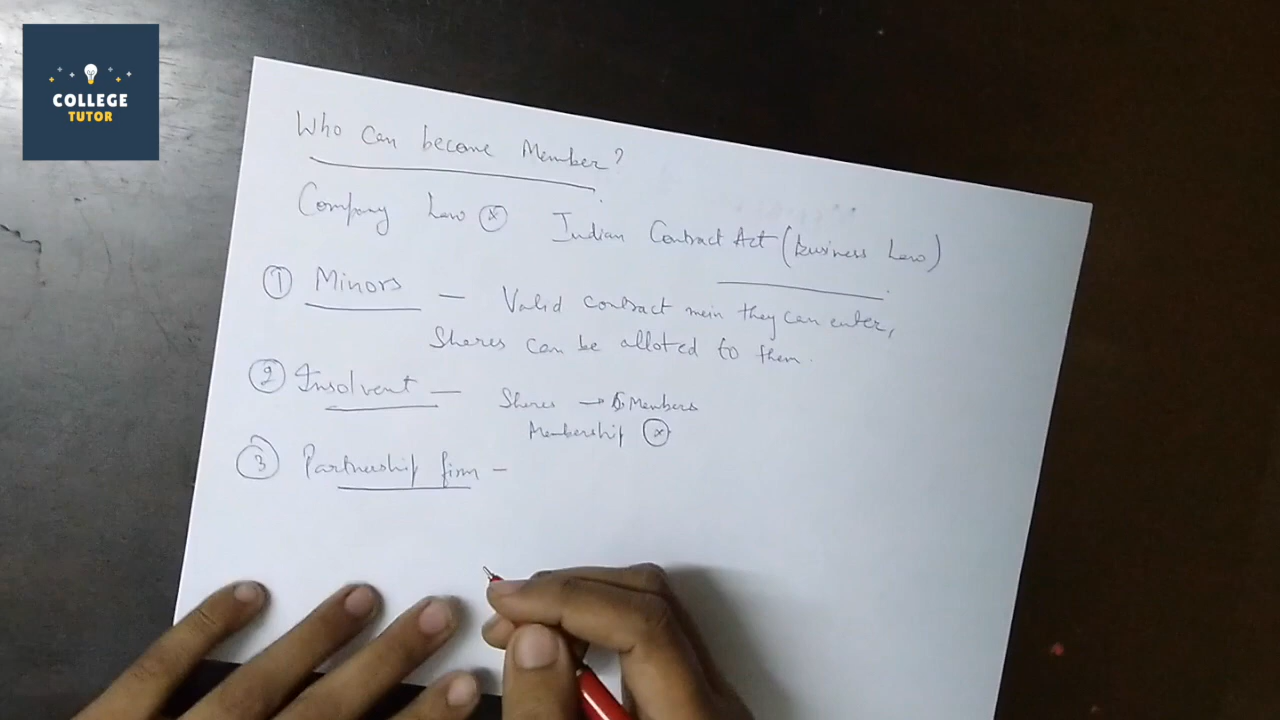 COLLEGE
TUTOR
Who can become Member?
Company Law x Indian Contract Act (Business Law)
1 Minors — Valid contract mein they can enter,
Shares can be alloted to them.
2 Insolvent — Shares → Members
Membership x
3 Partnership firm —